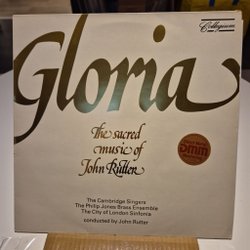 Collegium
Gloria
The sacred
music of
John Rutter
DMM
The Cambridge Singers
The Philip Jones Brass Ensemble
The City of London Sinfonia
conducted by John Rutter